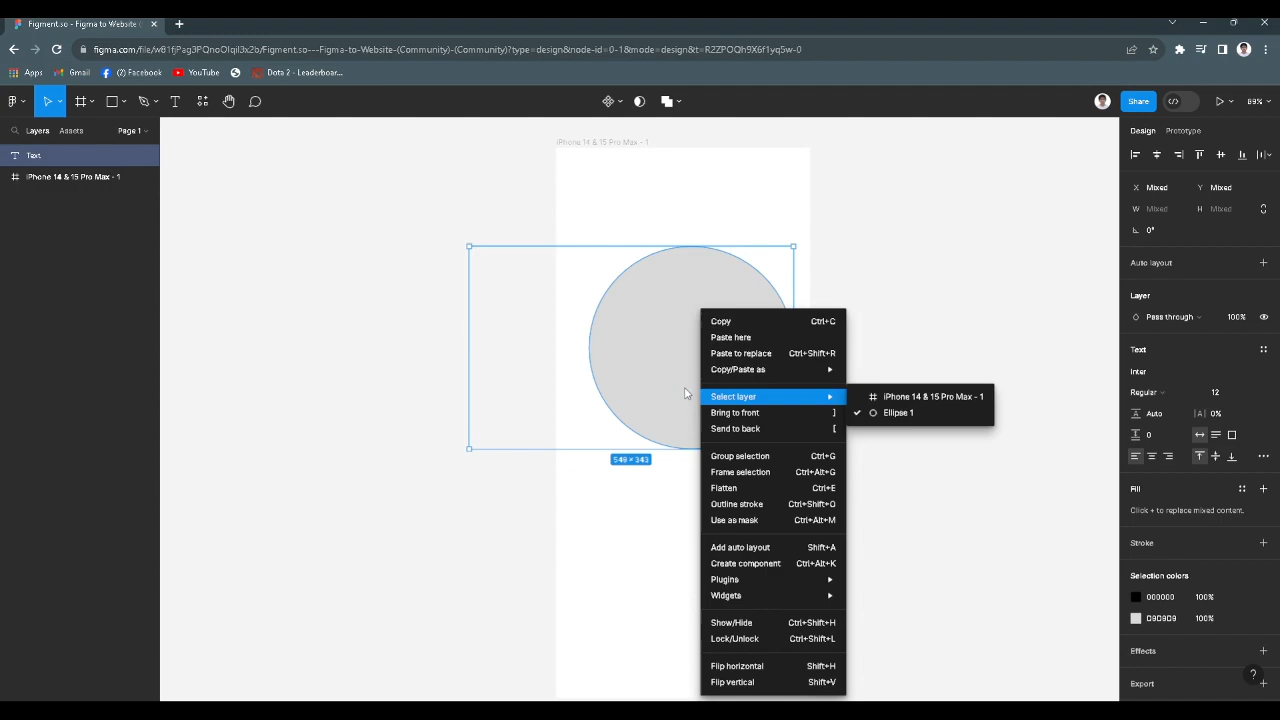 Figment.so - Figma to Website (
figma.com/file/w81fjPag3PQnoOlqil3x2b/Figment.so---Figma-to-Website-(Community)-(Community)?type=design&node-id=0-1&mode=design&t=R2ZPOQh9X6f1yq5w-0
Apps Gmail (2) Facebook YouTube Dota 2 - Leaderboar...
Share 89%
Layers Assets Page 1
Text
iPhone 14 & 15 Pro Max - 1
iPhone 14 & 15 Pro Max - 1
549 × 343
Copy Ctrl+C
Paste here
Paste to replace Ctrl+Shift+R
Copy/Paste as
Select layer
Bring to front ]
Send to back [
Group selection Ctrl+G
Frame selection Ctrl+Alt+G
Flatten Ctrl+E
Outline stroke Ctrl+Shift+O
Use as mask Ctrl+Alt+M
Add auto layout Shift+A
Create component Ctrl+Alt+K
Plugins
Widgets
Show/Hide Ctrl+Shift+H
Lock/Unlock Ctrl+Shift+L
Flip horizontal Shift+H
Flip vertical Shift+V
iPhone 14 & 15 Pro Max - 1
Ellipse 1
Design Prototype
X Mixed Y Mixed
W Mixed H Mixed
0°
Auto layout
Layer
Pass through 100%
Text
Inter
Regular 12
Auto 0%
0
Fill
Click + to replace mixed content.
Stroke
Selection colors
000000 100%
D9D9D9 100%
Effects
Export
?